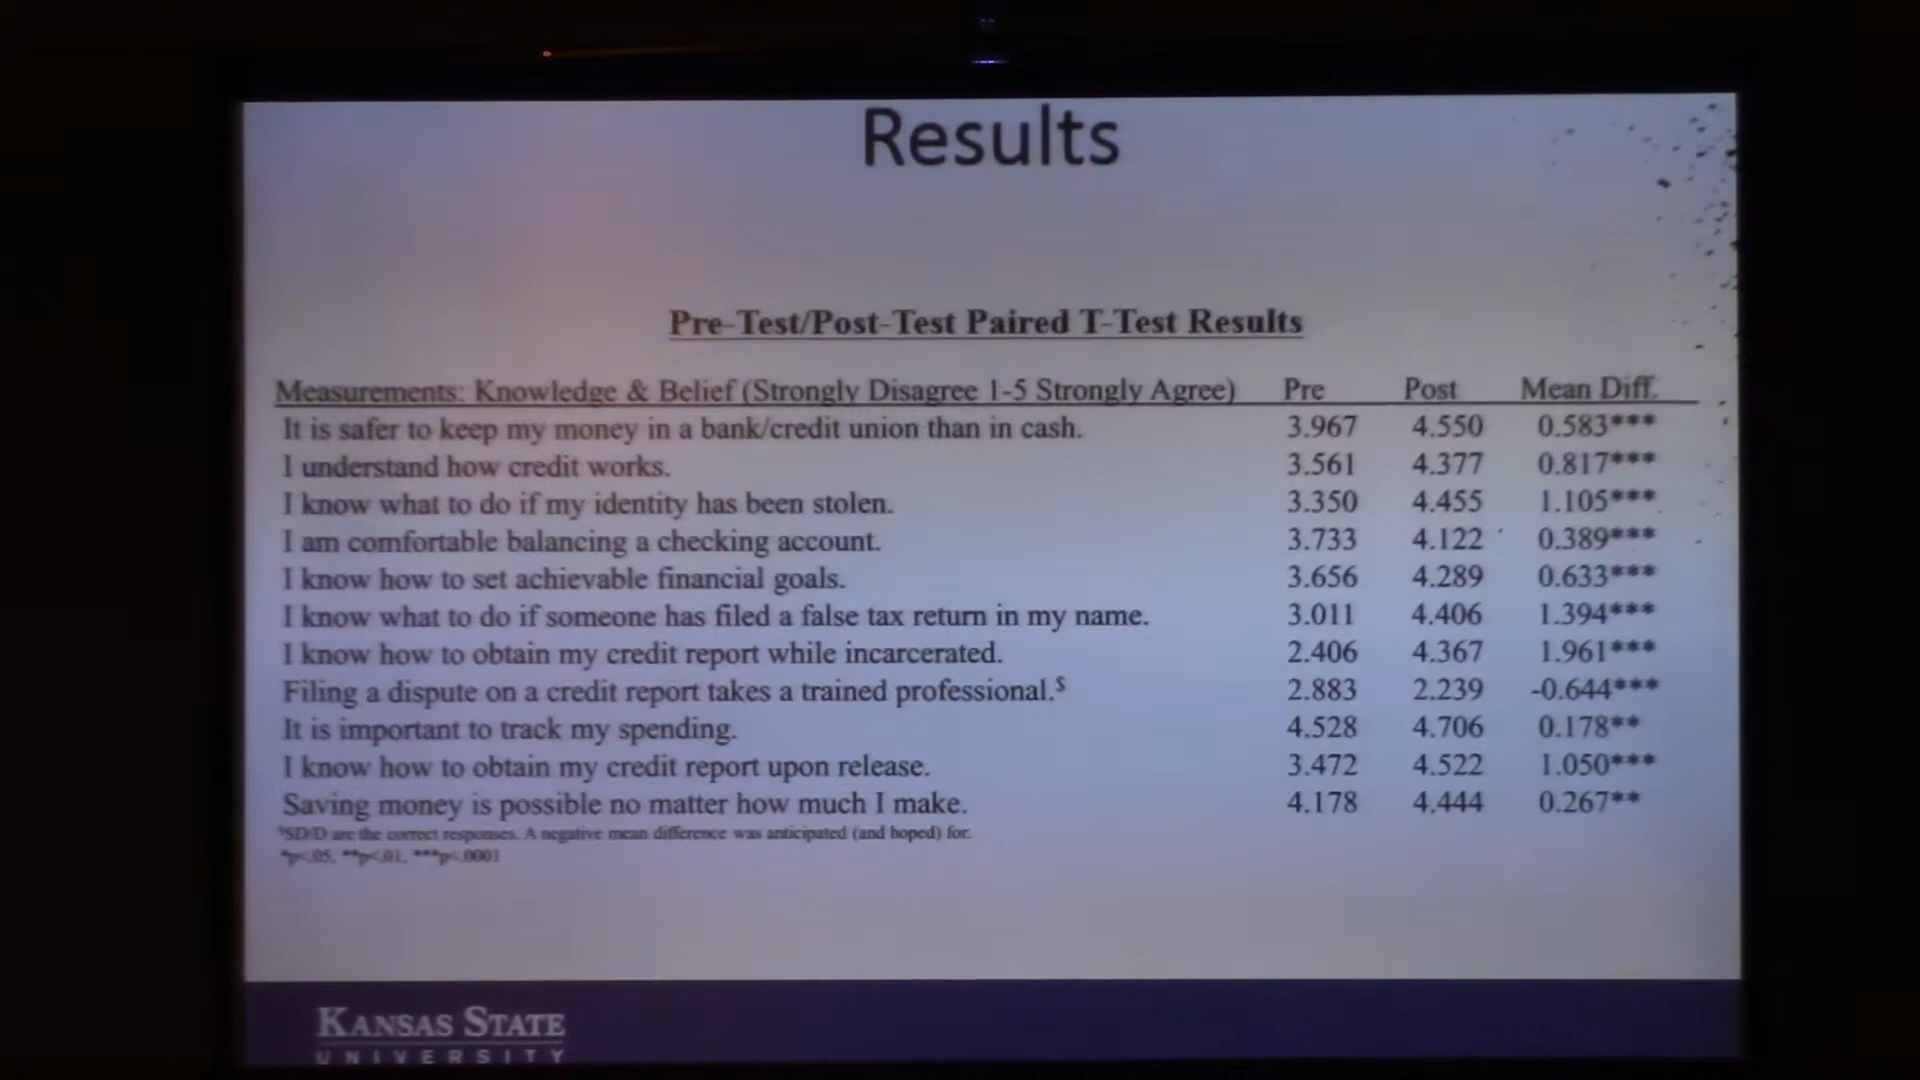 Results
Pre-Test/Post-Test Paired T-Test Results
Measurements: Knowledge & Belief (Strongly Disagree 1-5 Strongly Agree) Pre Post Mean Diff.
It is safer to keep my money in a bank/credit union than in cash. 3.967 4.550 0.583***
I understand how credit works. 3.561 4.377 0.817***
I know what to do if my identity has been stolen. 3.350 4.455 1.105***
I am comfortable balancing a checking account. 3.733 4.122 0.389***
I know how to set achievable financial goals. 3.656 4.289 0.633***
I know what to do if someone has filed a false tax return in my name. 3.011 4.406 1.394***
I know how to obtain my credit report while incarcerated. 2.406 4.367 1.961***
Filing a dispute on a credit report takes a trained professional.$ 2.883 2.239 -0.644***
It is important to track my spending. 4.528 4.706 0.178**
I know how to obtain my credit report upon release. 3.472 4.522 1.050***
Saving money is possible no matter how much I make. 4.178 4.444 0.267**
$SD/D are the correct responses. A negative mean difference was anticipated (and hoped) for.
*p<.05, **p<.01, ***p<.0001
KANSAS STATE
UNIVERSITY